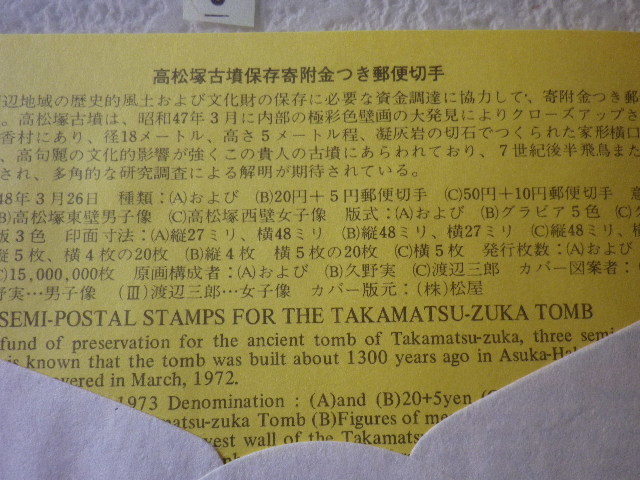 高松塚古墳保存寄附金つき郵便切手
辺地域の歴史的風土および文化財の保存に必要な資金調達に協力して、寄附金つき郵
。高松塚古墳は、昭和47年3月に内部の極彩色壁画の大発見によりクローズアップさ
香村にあり、径18メートル、高さ5メートル程、凝灰岩の切石でつくられた家形横口
、高句麗の文化的影響が強くこの貴人の古墳にあらわれており、7世紀後半飛鳥また
され、多角的な研究調査による解明が期待されている。
48年3月26日 種類:(A)および (B)20円+5円郵便切手 (C)50円+10円郵便切手 意
(B)高松塚東壁男子像 (C)高松塚西壁女子像 版式:(A)および (B)グラビア5色 (C)
版3色 印面寸法:(A)縦27ミリ、横48ミリ (B)縦48ミリ、横27ミリ (C)縦48ミリ
縦5枚、横4枚の20枚 (B)縦4枚 横5枚の20枚 (C)横5枚 発行枚数:(A)および
(C)15,000,000枚 原画構成者:(A)および (B)久野実 (C)渡辺三郎 カバー図案者:
野実…男子像 (Ⅲ)渡辺三郎…女子像 カバー版元:(株)松屋
SEMI-POSTAL STAMPS FOR THE TAKAMATSU-ZUKA TOMB
fund of preservation for the ancient tomb of Takamatsu-zuka, three semi
is known that the tomb was built about 1300 years ago in Asuka-Ha
vered in March, 1972.
1973 Denomination : (A)and (B)20+5yen (
matsu-zuka Tomb (B)Figures of me
west wall of the Takamats